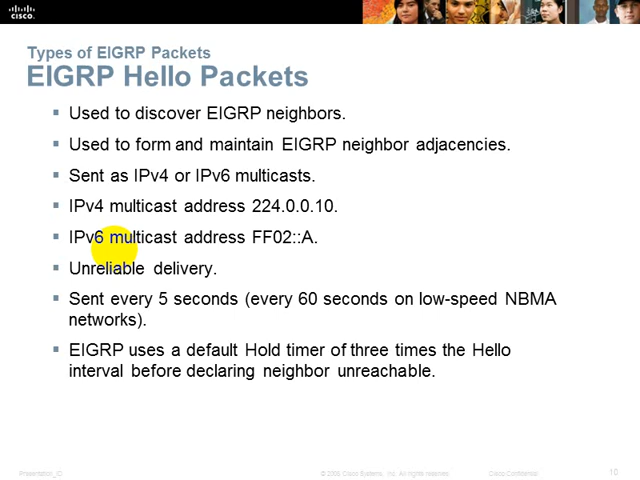 CISCO
Types of EIGRP Packets
EIGRP Hello Packets
Used to discover EIGRP neighbors.
Used to form and maintain EIGRP neighbor adjacencies.
Sent as IPv4 or IPv6 multicasts.
IPv4 multicast address 224.0.0.10.
IPv6 multicast address FF02::A.
Unreliable delivery.
Sent every 5 seconds (every 60 seconds on low-speed NBMA
networks).
EIGRP uses a default Hold timer of three times the Hello
interval before declaring neighbor unreachable.
Presentation_ID © 2008 Cisco Systems, Inc. All rights reserved. Cisco Confidential 10